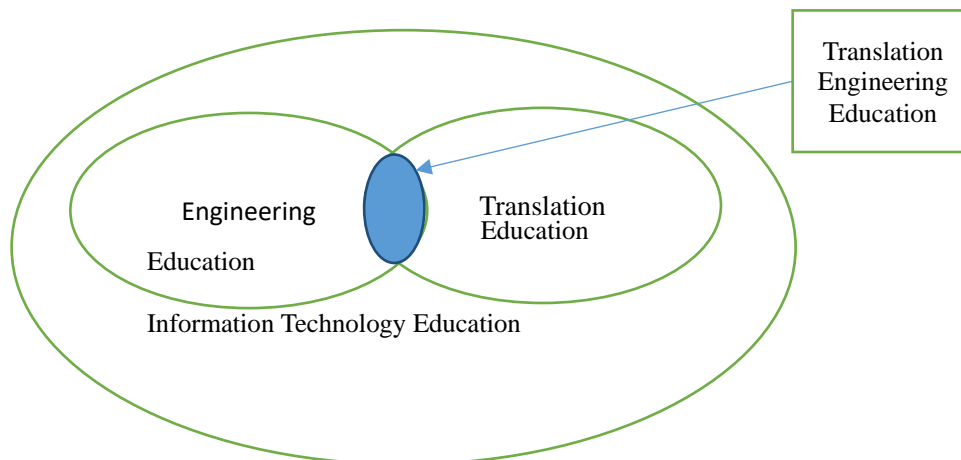 Translation
Engineering
Education
Engineering
Education
Translation
Education
Information Technology Education